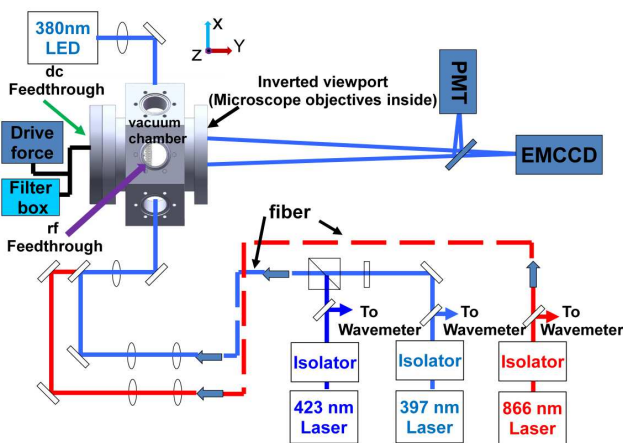 380nm
LED
X
Z
Y
dc
Feedthrough
Inverted viewport
(Microscope objectives inside)
PMT
vacuum
chamber
Drive
force
EMCCD
Filter
box
rf
Feedthrough
fiber
To
Wavemeter
To
Wavemeter
To
Wavemeter
Isolator
Isolator
Isolator
423 nm
Laser
397 nm
Laser
866 nm
Laser